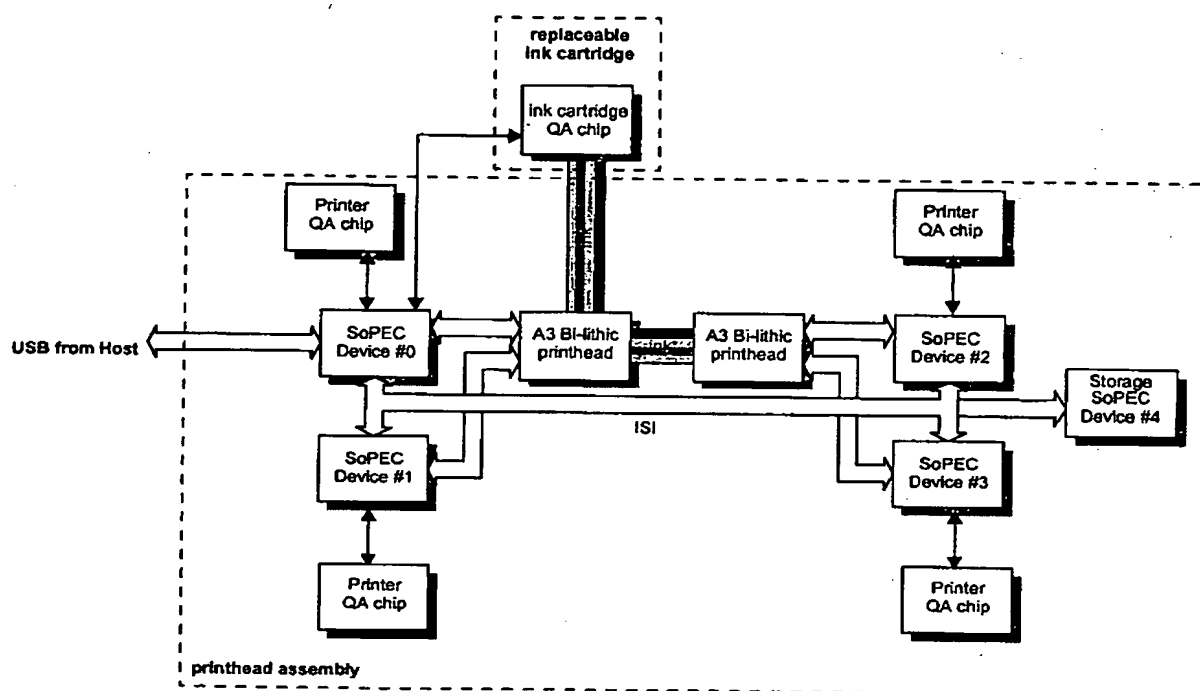 replaceable
ink cartridge
ink cartridge
QA chip
Printer
QA chip
Printer
QA chip
USB from Host
SoPEC
Device #0
A3 Bi-lithic
printhead
ink
A3 Bi-lithic
printhead
SoPEC
Device #2
Storage
SoPEC
Device #4
ISI
SoPEC
Device #1
SoPEC
Device #3
Printer
QA chip
Printer
QA chip
printhead assembly